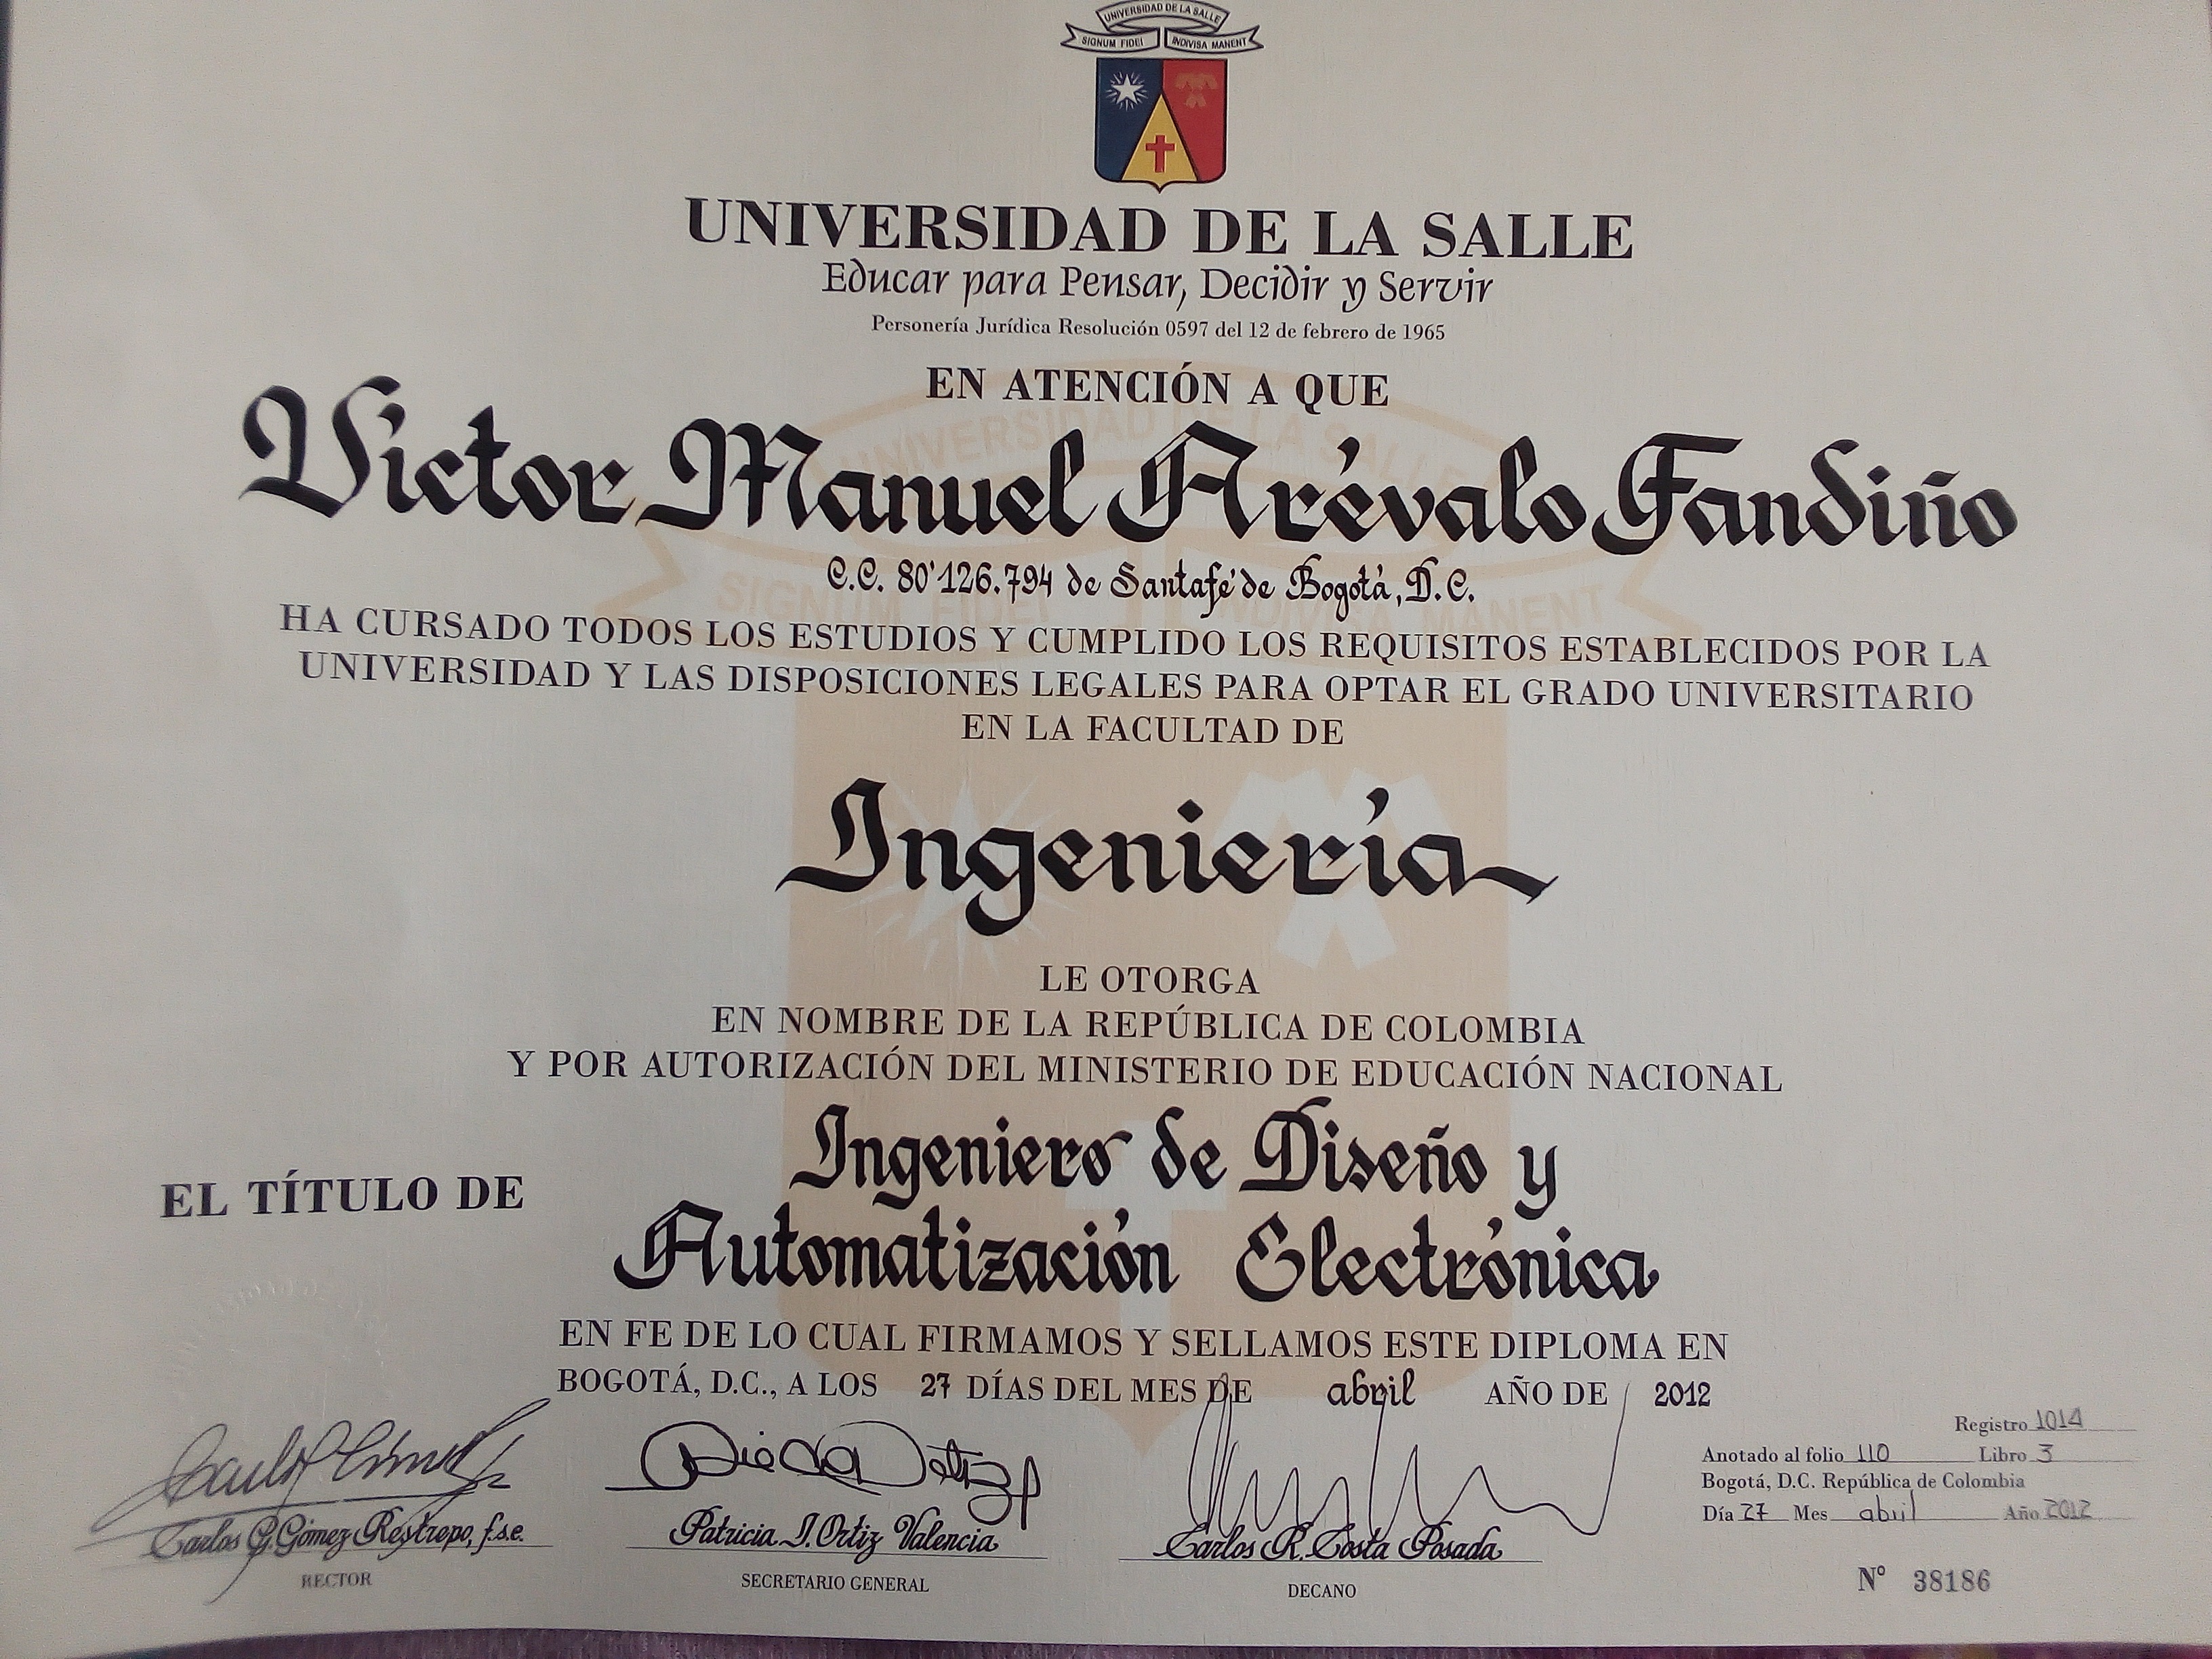 UNIVERSIDAD DE LA SALLE
SIGNUM FIDEI INDIVISA MANENT
UNIVERSIDAD DE LA SALLE
Educar para Pensar, Decidir y Servir
Personería Jurídica Resolución 0597 del 12 de febrero de 1965
EN ATENCIÓN A QUE
Víctor Manuel Arévalo Fandiño
C.C. 80'126.794 de Santafé de Bogotá, D.C.
HA CURSADO TODOS LOS ESTUDIOS Y CUMPLIDO LOS REQUISITOS ESTABLECIDOS POR LA
UNIVERSIDAD Y LAS DISPOSICIONES LEGALES PARA OPTAR EL GRADO UNIVERSITARIO
EN LA FACULTAD DE
Ingeniería
LE OTORGA
EN NOMBRE DE LA REPÚBLICA DE COLOMBIA
Y POR AUTORIZACIÓN DEL MINISTERIO DE EDUCACIÓN NACIONAL
EL TÍTULO DE
Ingeniero de Diseño y
Automatización Electrónica
EN FE DE LO CUAL FIRMAMOS Y SELLAMOS ESTE DIPLOMA EN
BOGOTÁ, D.C., A LOS 27 DÍAS DEL MES DE abril AÑO DE 2012
Carlos G. Gómez Restrepo, f.s.c.
RECTOR
Patricia I. Ortiz Valencia
SECRETARIO GENERAL
Carlos R. Costa Posada
DECANO
Registro 1014
Anotado al folio 110 Libro 3
Bogotá, D.C. República de Colombia
Día 27 Mes abril Año 2012
N° 38186